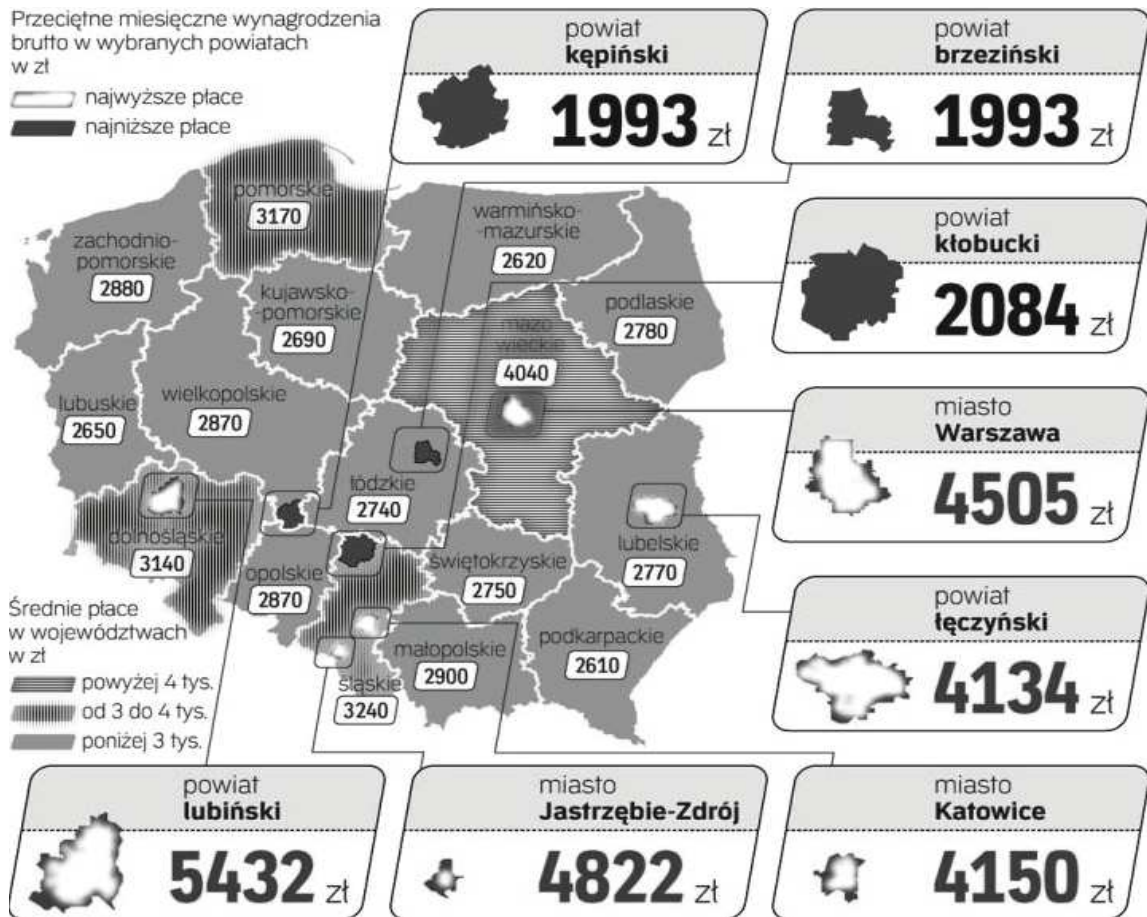 Przeciętne miesięczne wynagrodzenia
brutto w wybranych powiatach
w zł
najwyższe płace
najniższe płace
powiat
kępiński
1993 zł
powiat
brzeziński
1993 zł
powiat
kłobucki
2084 zł
miasto
Warszawa
4505 zł
powiat
łęczyński
4134 zł
pomorskie
3170
zachodnio-
pomorskie
2880
warmińsko-
-mazurskie
2620
kujawsko-
-pomorskie
2690
podlaskie
2780
mazo
wieckie
4040
lubuskie
2650
wielkopolskie
2870
łódzkie
2740
dolnośląskie
3140
opolskie
2870
świętokrzyskie
2750
lubelskie
2770
śląskie
3240
małopolskie
2900
podkarpackie
2610
Średnie płace
w województwach
w zł
powyżej 4 tys.
od 3 do 4 tys.
poniżej 3 tys.
powiat
lubiński
5432 zł
miasto
Jastrzębie-Zdrój
4822 zł
miasto
Katowice
4150 zł